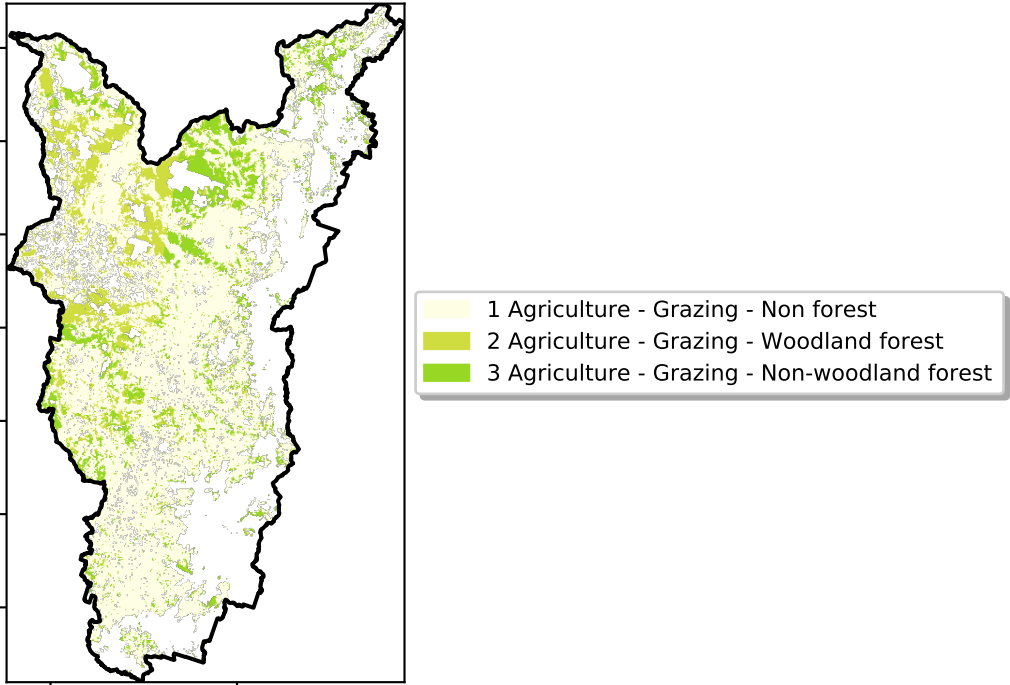 1 Agriculture - Grazing - Non forest
2 Agriculture - Grazing - Woodland forest
3 Agriculture - Grazing - Non-woodland forest